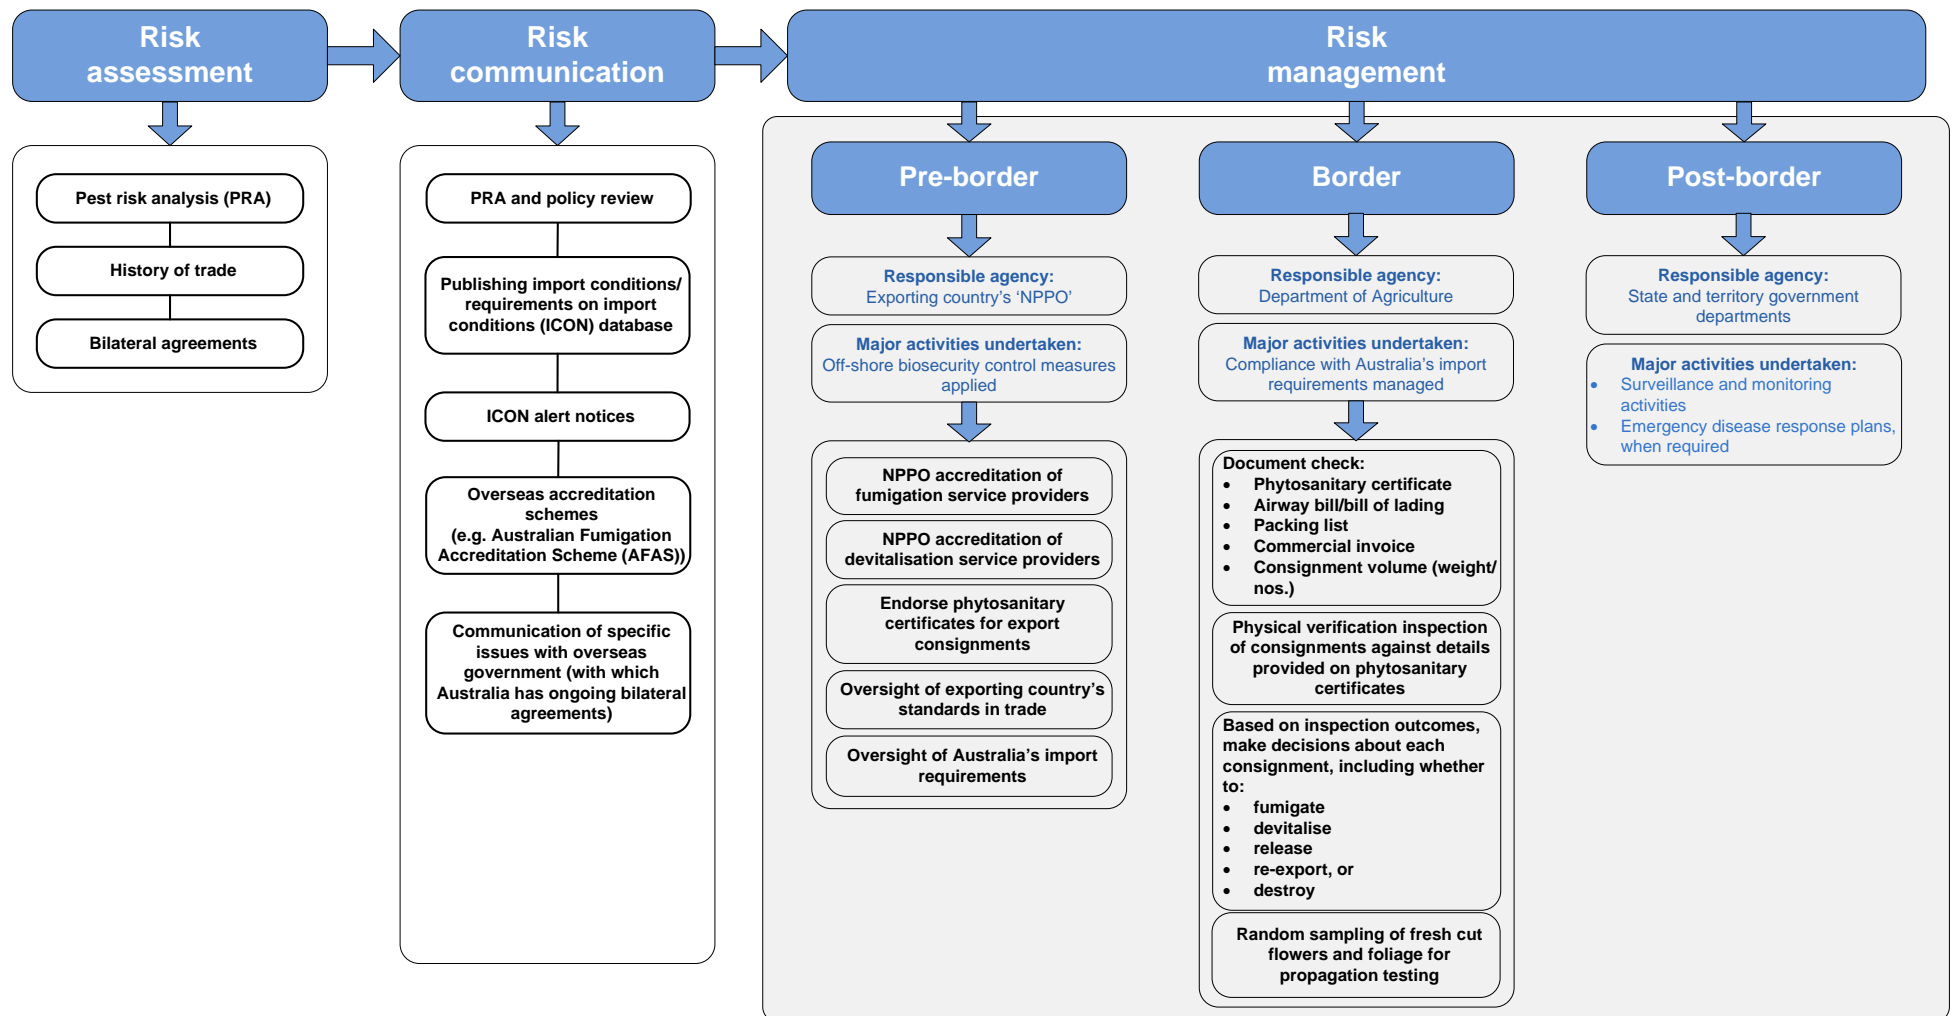 Risk
assessment
Risk
communication
Risk
management
Pest risk analysis (PRA)
History of trade
Bilateral agreements
PRA and policy review
Publishing import conditions/
requirements on import
conditions (ICON) database
ICON alert notices
Overseas accreditation
schemes
(e.g. Australian Fumigation
Accreditation Scheme (AFAS))
Communication of specific
issues with overseas
government (with which
Australia has ongoing bilateral
agreements)
Pre-border
Responsible agency:
Exporting country’s ‘NPPO’
Major activities undertaken:
Off-shore biosecurity control measures
applied
NPPO accreditation of
fumigation service providers
NPPO accreditation of
devitalisation service providers
Endorse phytosanitary
certificates for export
consignments
Oversight of exporting country’s
standards in trade
Oversight of Australia’s import
requirements
Border
Responsible agency:
Department of Agriculture
Major activities undertaken:
Compliance with Australia’s import
requirements managed
Document check:
• Phytosanitary certificate
• Airway bill/bill of lading
• Packing list
• Commercial invoice
• Consignment volume (weight/
nos.)
Physical verification inspection
of consignments against details
provided on phytosanitary
certificates
Based on inspection outcomes,
make decisions about each
consignment, including whether
to:
• fumigate
• devitalise
• release
• re-export, or
• destroy
Random sampling of fresh cut
flowers and foliage for
propagation testing
Post-border
Responsible agency:
State and territory government
departments
Major activities undertaken:
• Surveillance and monitoring
activities
• Emergency disease response plans,
when required